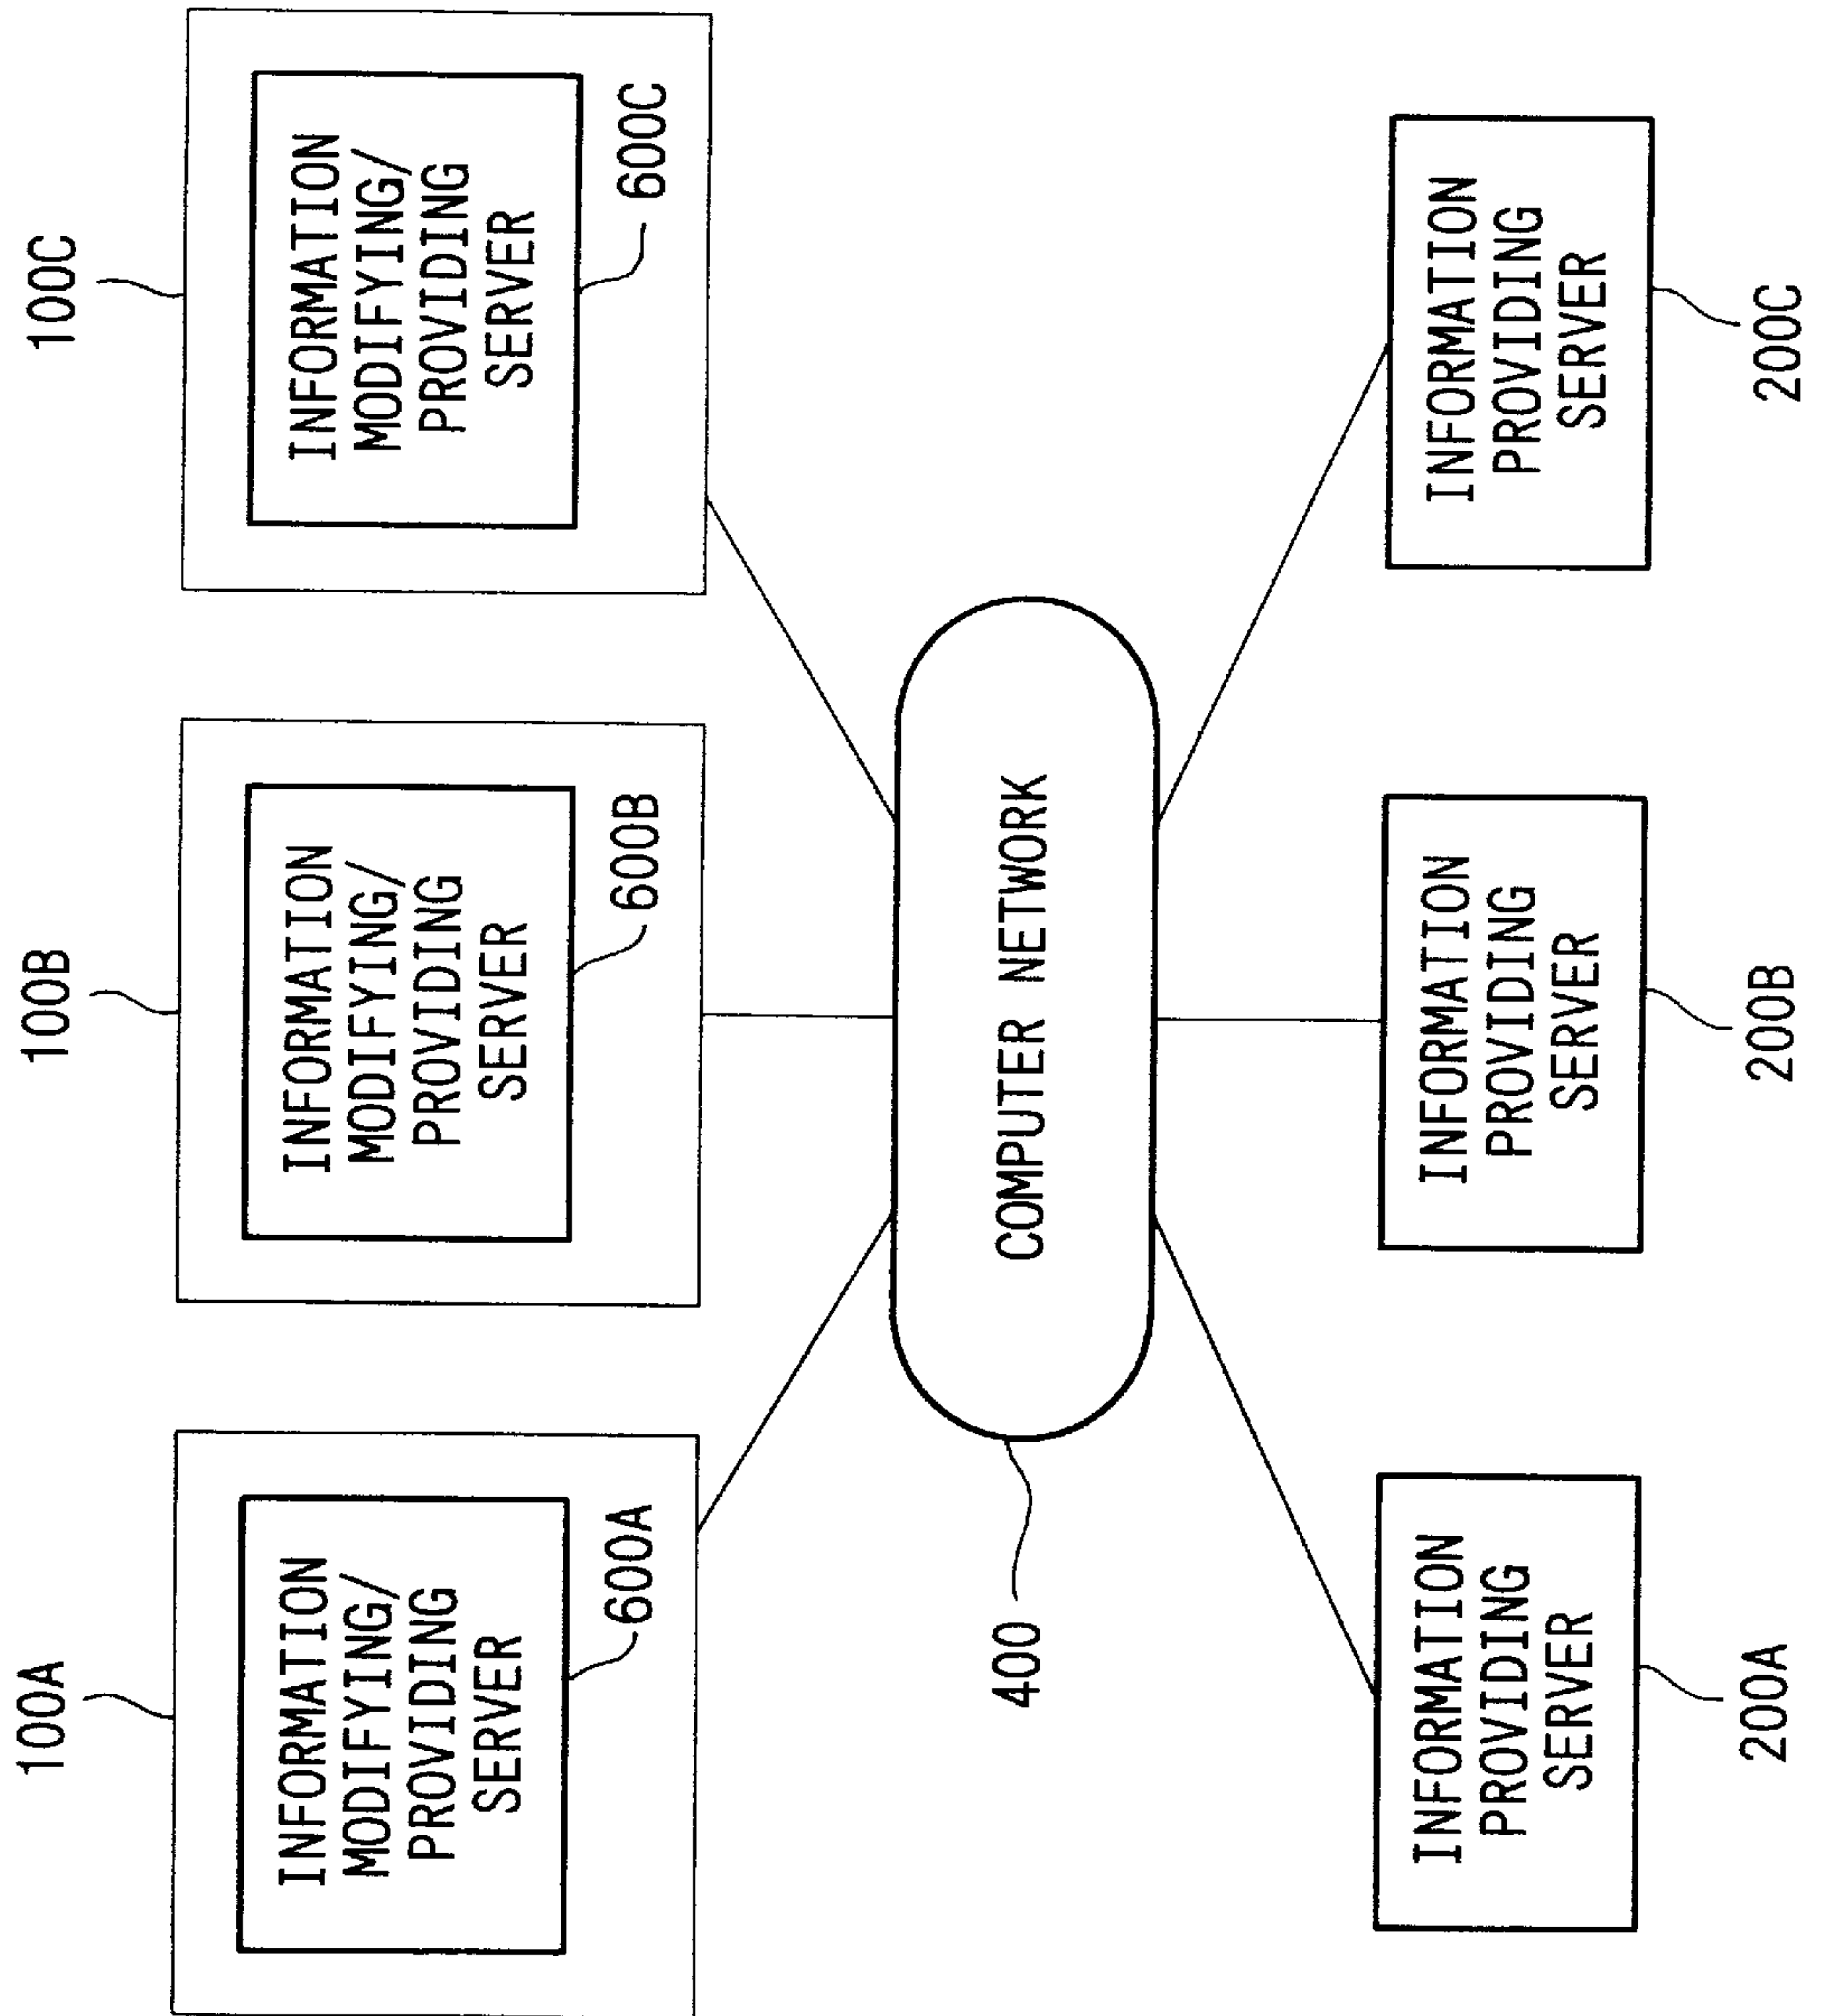 100A
100B
100C
INFORMATION
MODIFYING/
PROVIDING
SERVER
600A
INFORMATION
MODIFYING/
PROVIDING
SERVER
600B
INFORMATION
MODIFYING/
PROVIDING
SERVER
600C
COMPUTER NETWORK
400
INFORMATION
PROVIDING
SERVER
200A
INFORMATION
PROVIDING
SERVER
200B
INFORMATION
PROVIDING
SERVER
200C